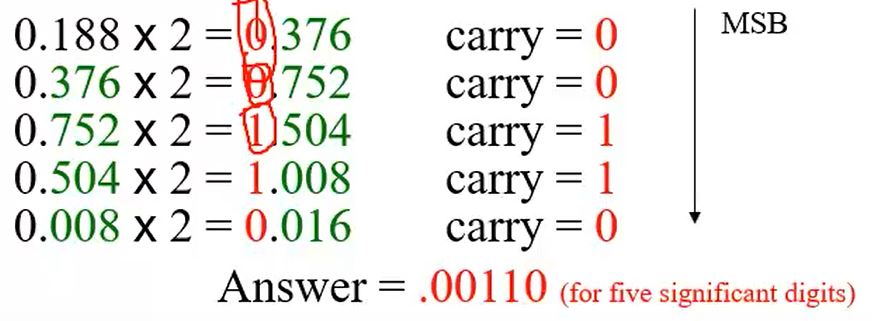 0.188 x 2 = 0.376 carry = 0 MSB
0.376 x 2 = 0.752 carry = 0
0.752 x 2 = 1.504 carry = 1
0.504 x 2 = 1.008 carry = 1
0.008 x 2 = 0.016 carry = 0
Answer = .00110 (for five significant digits)